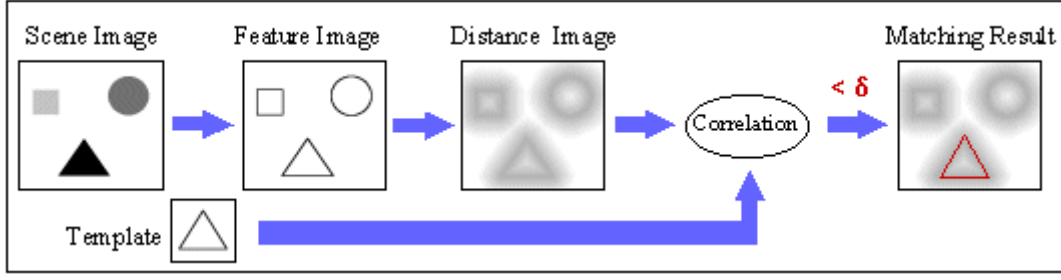 Scene Image
Feature Image
Distance Image
Matching Result
< δ
Correlation
Template